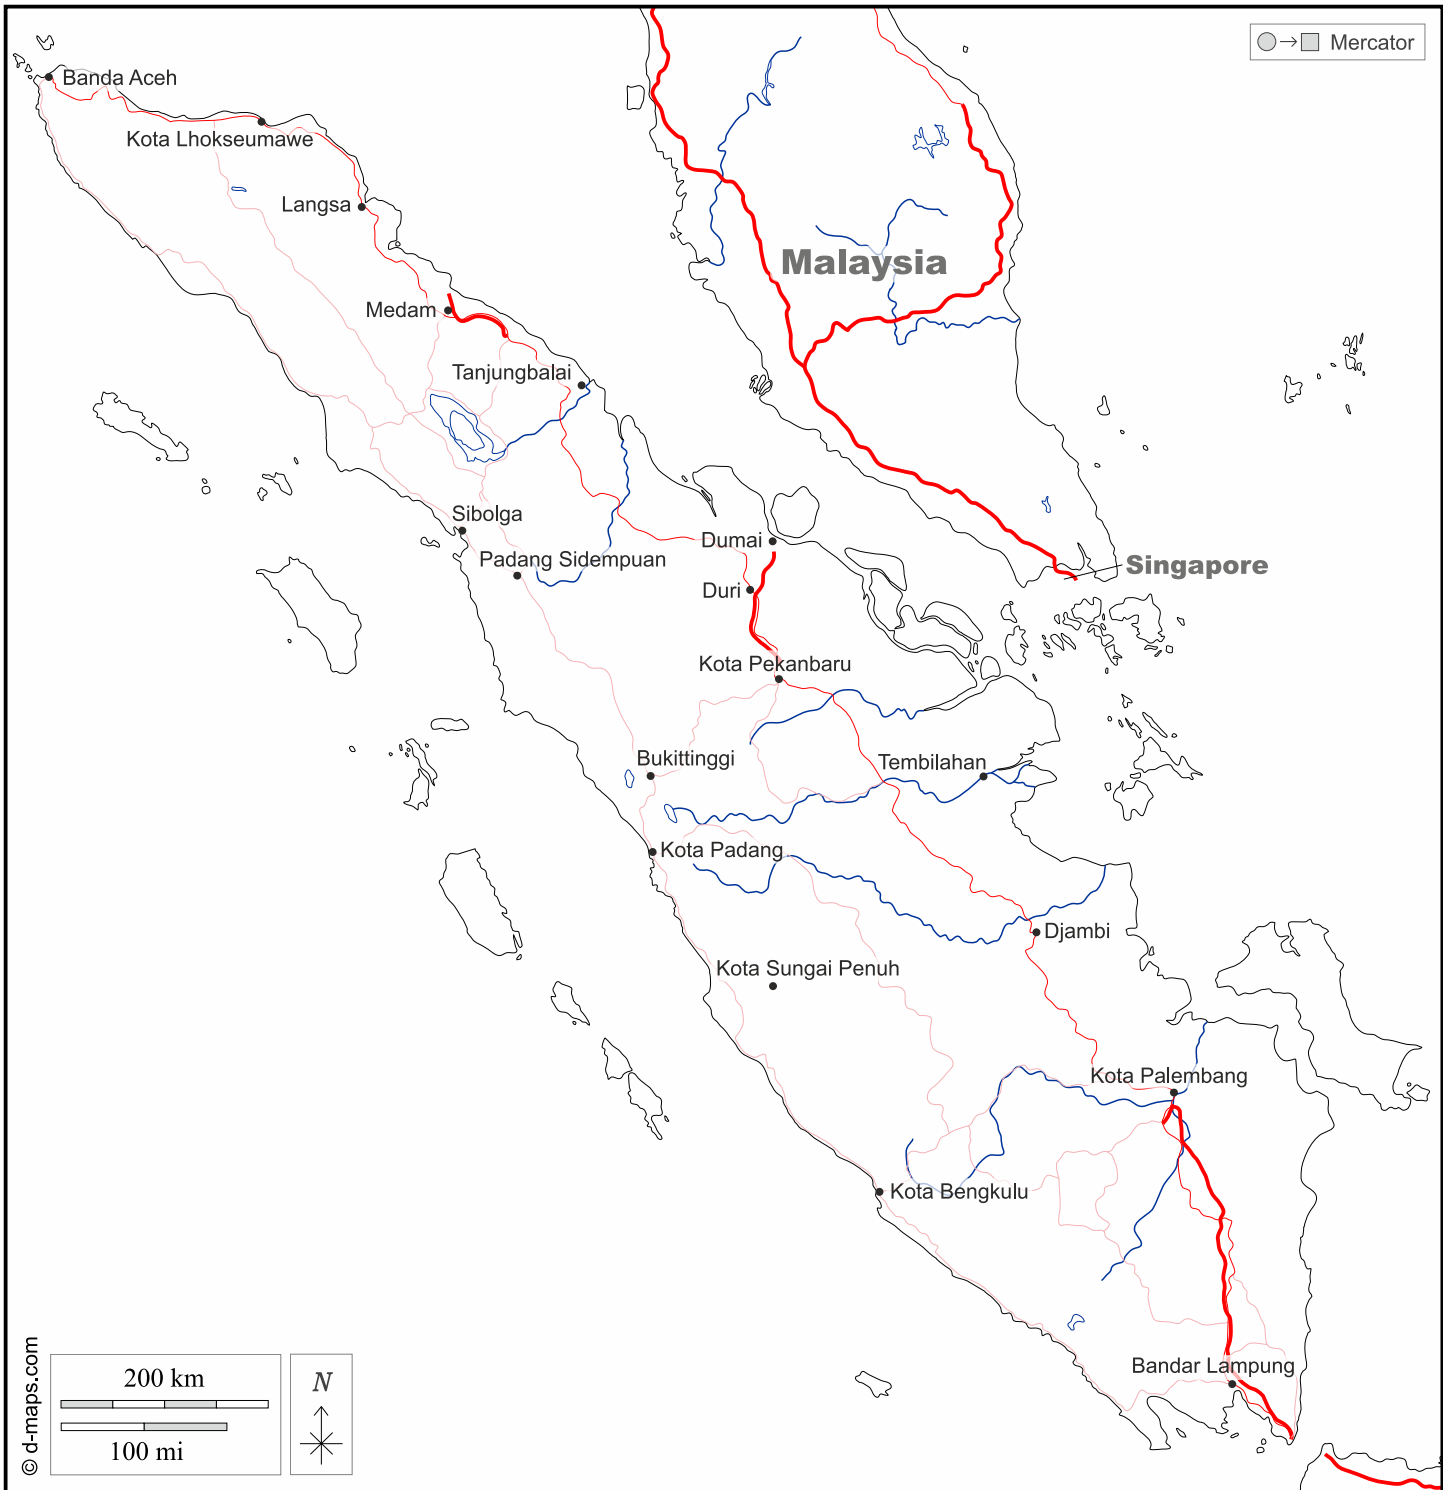 Mercator
Banda Aceh
Kota Lhokseumawe
Langsa
Malaysia
Medam
Tanjungbalai
Sibolga
Dumai
Padang Sidempuan
Singapore
Duri
Kota Pekanbaru
Bukittinggi
Tembilahan
Kota Padang
Djambi
Kota Sungai Penuh
Kota Palembang
Kota Bengkulu
Bandar Lampung
200 km
100 mi
N
© d-maps.com